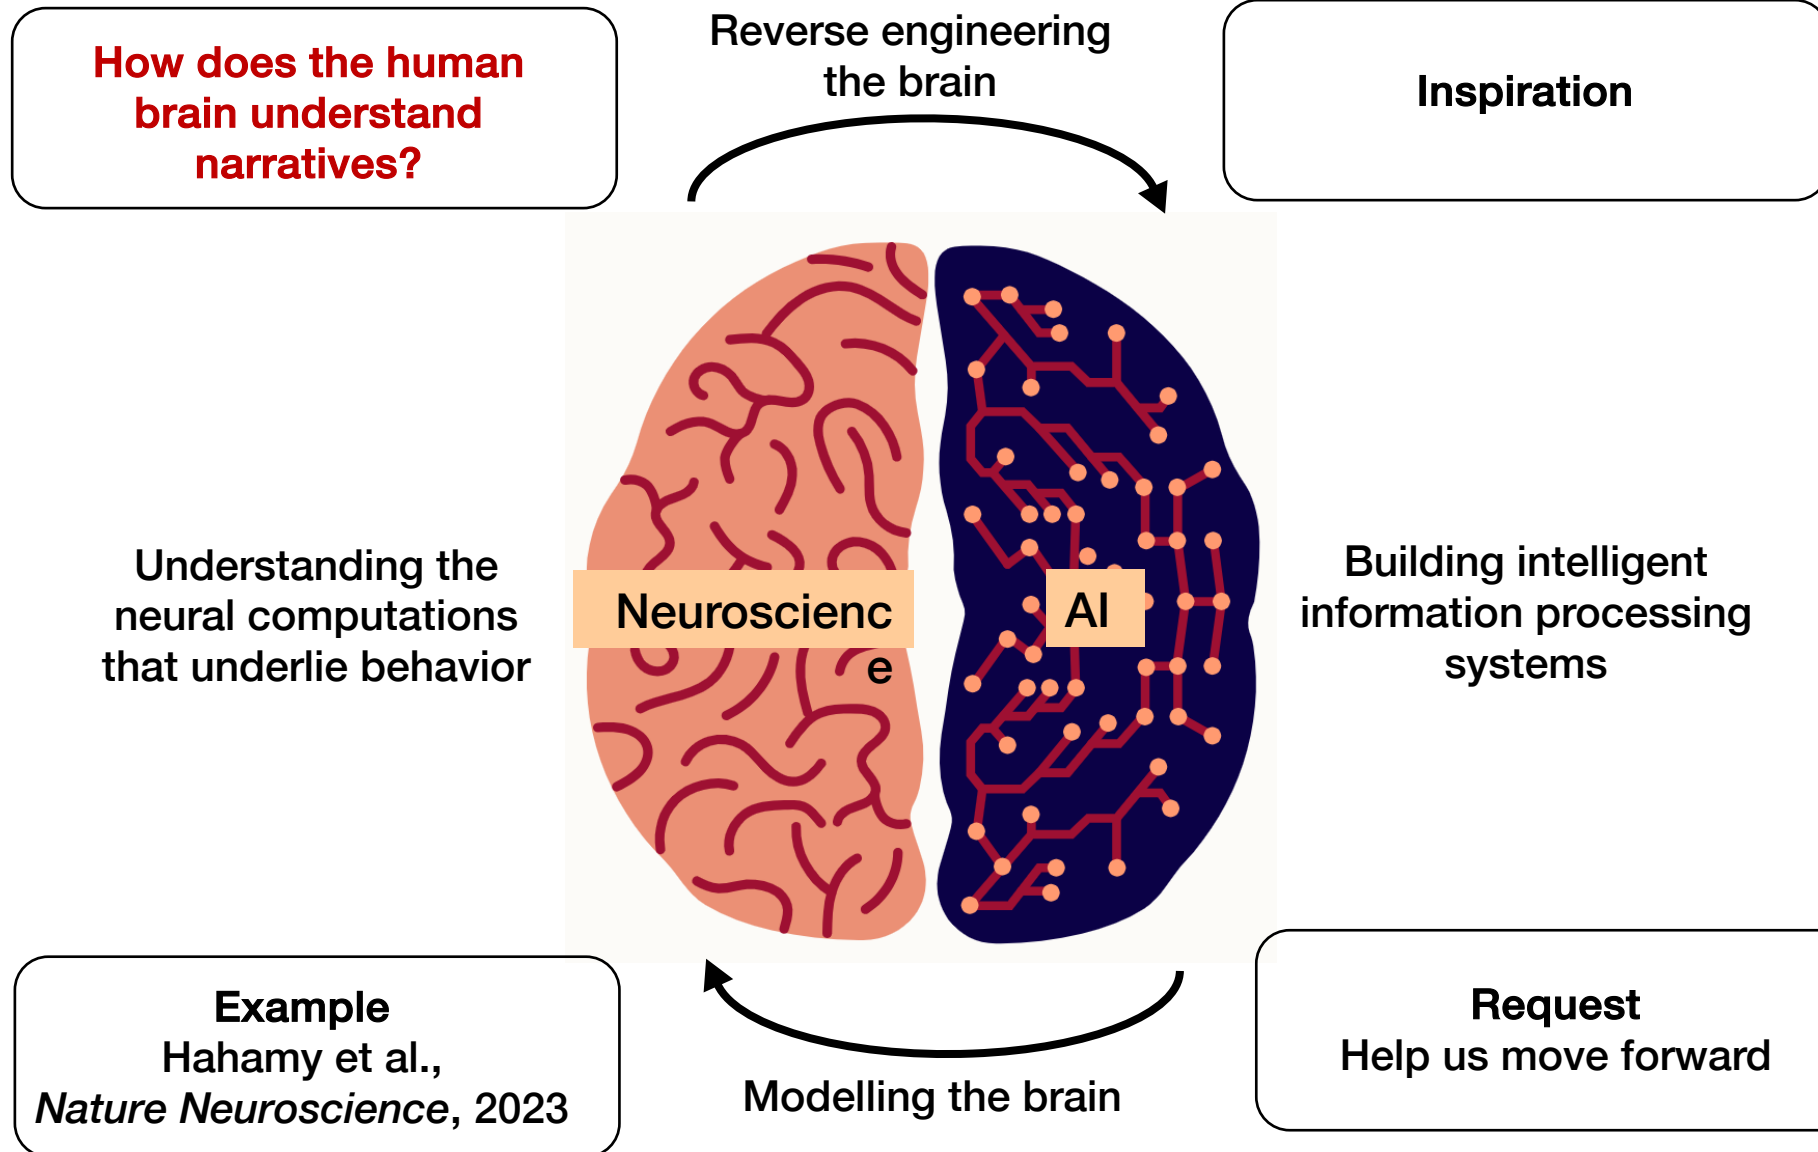 How does the human
brain understand
narratives?
Reverse engineering
the brain
Inspiration
Understanding the
neural computations
that underlie behavior
Neuroscienc
e
AI
Building intelligent
information processing
systems
Example
Hahamy et al.,
Nature Neuroscience, 2023
Modelling the brain
Request
Help us move forward